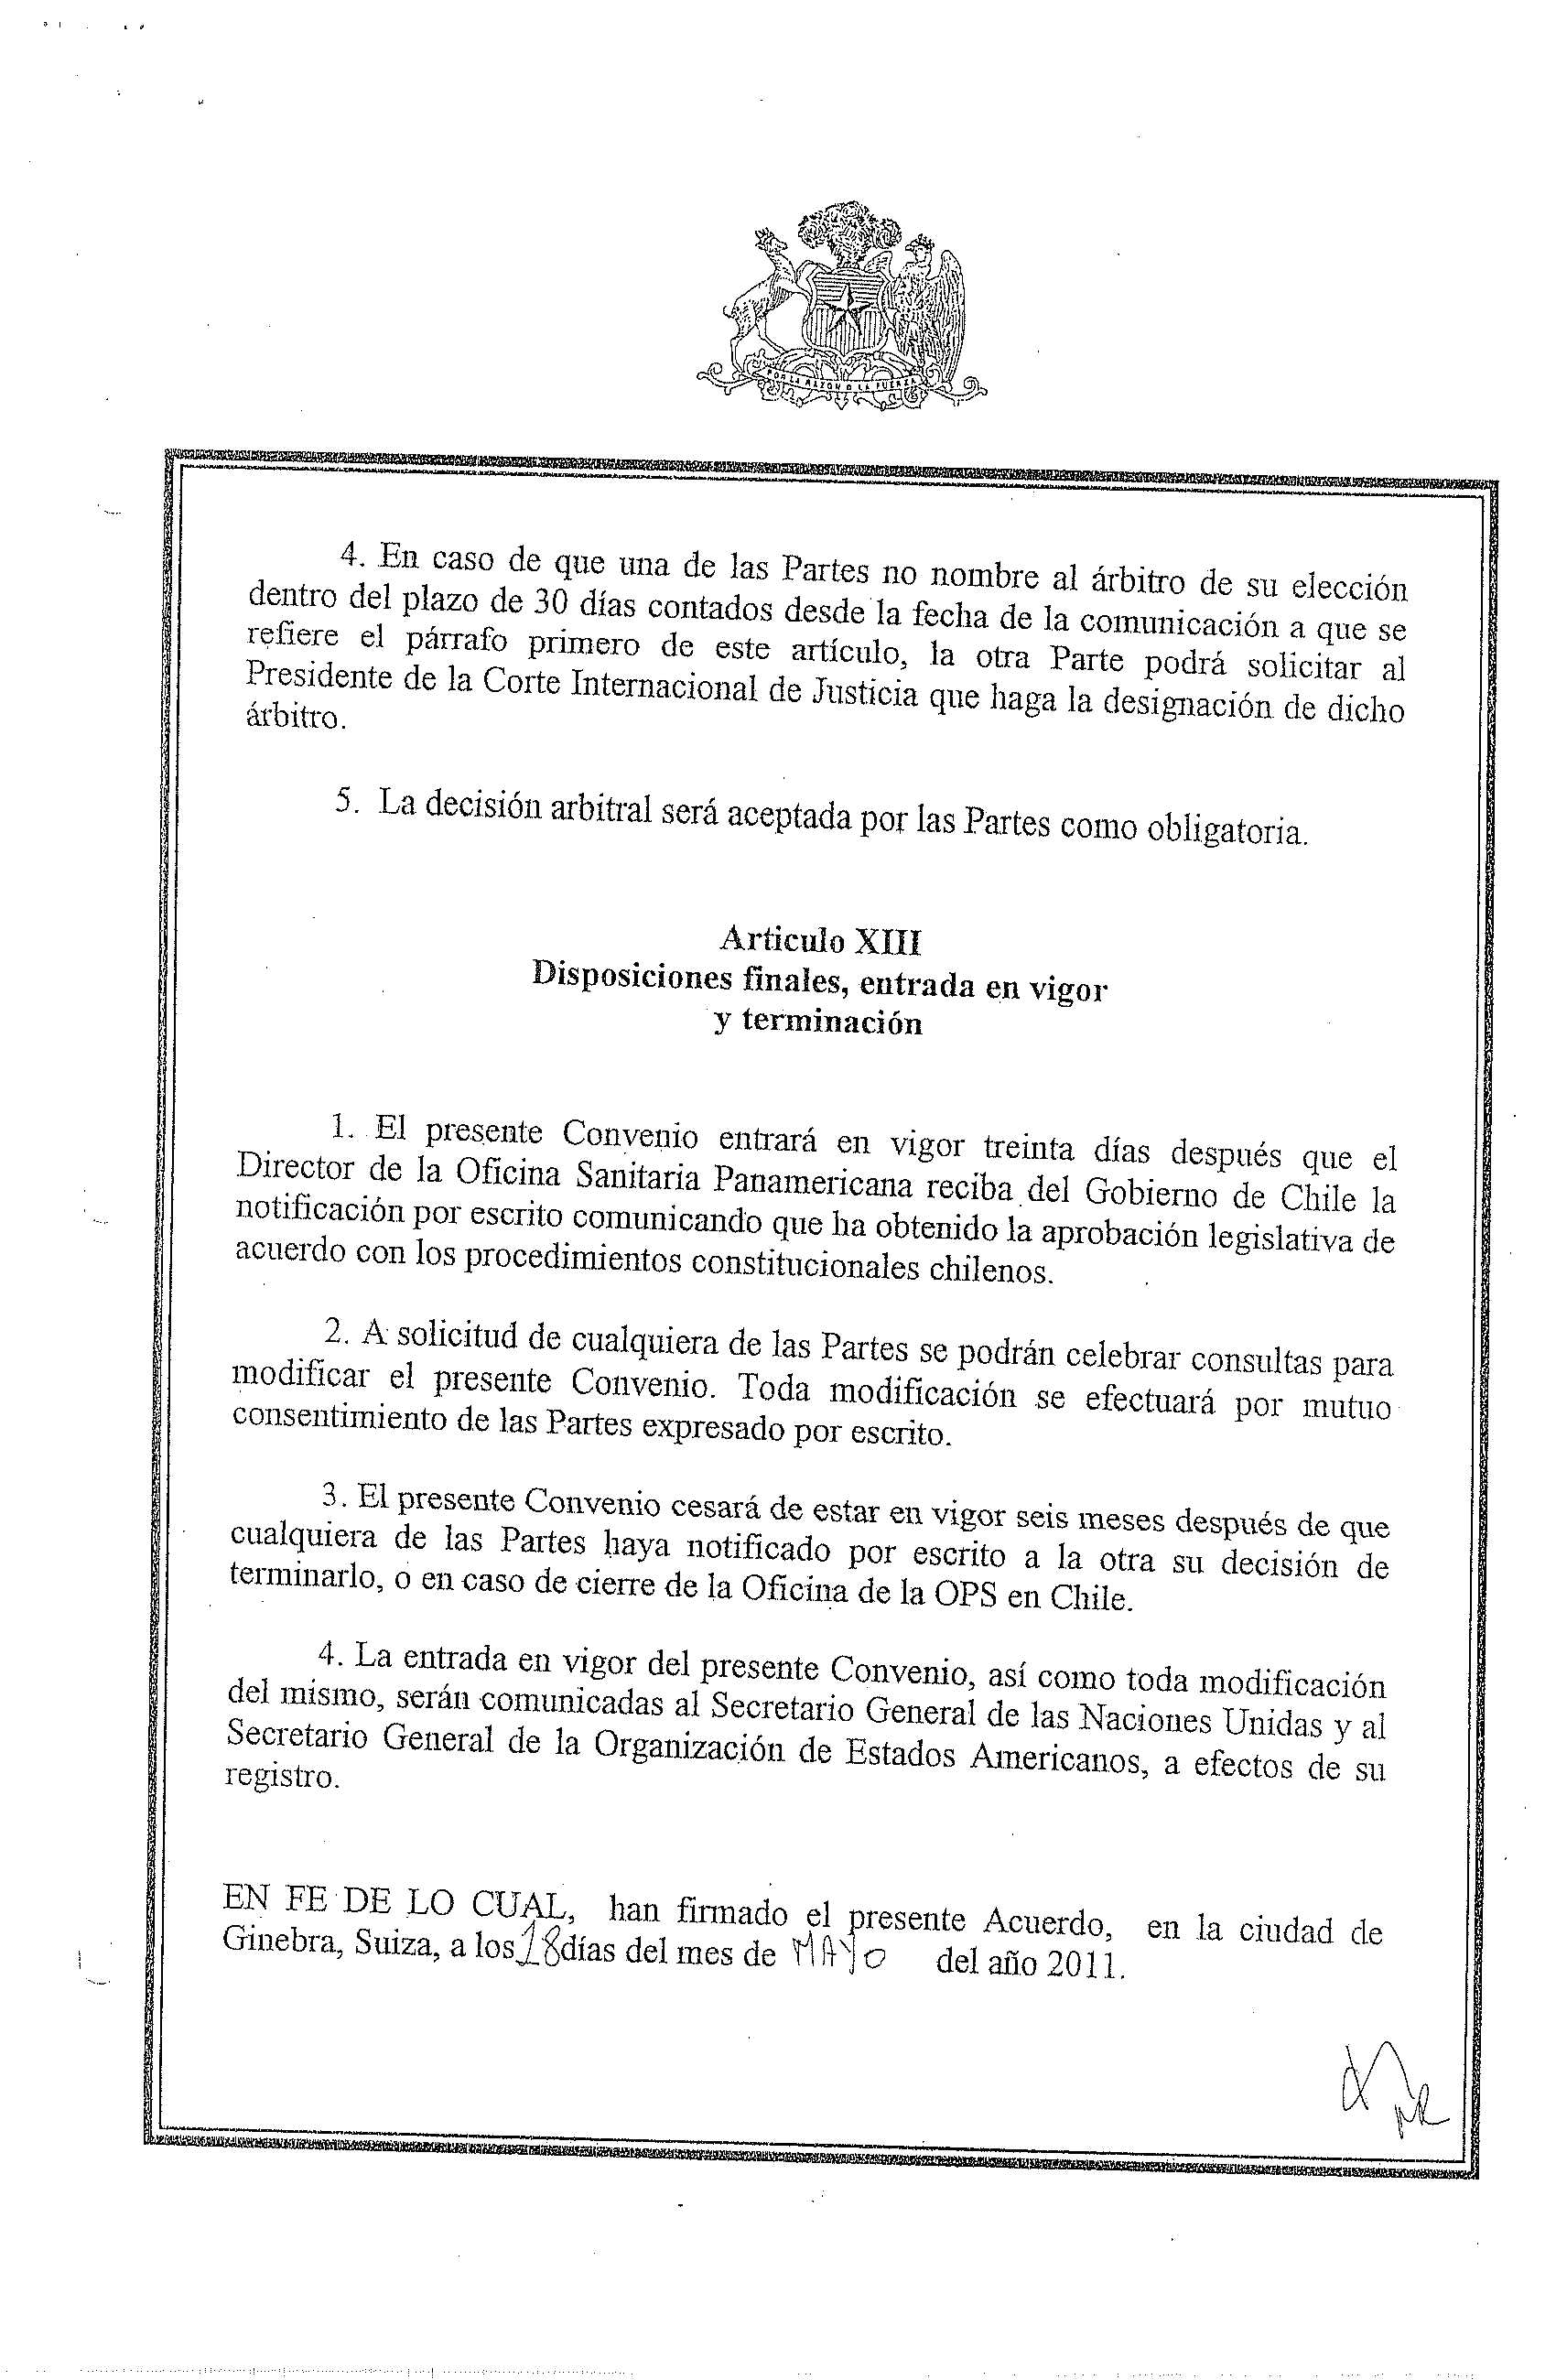 POR LA RAZON O LA FUERZA
4. En caso de que una de las Partes no nombre al árbitro de su elección
dentro del plazo de 30 días contados desde la fecha de la comunicación a que se
refiere el párrafo primero de este artículo, la otra Parte podrá solicitar al
Presidente de la Corte Internacional de Justicia que haga la designación de dicho
árbitro.
5. La decisión arbitral será aceptada por las Partes como obligatoria.
Articulo XIII
Disposiciones finales, entrada en vigor
y terminación
1. El presente Convenio entrará en vigor treinta días después que el
Director de la Oficina Sanitaria Panamericana reciba del Gobierno de Chile la
notificación por escrito comunicando que ha obtenido la aprobación legislativa de
acuerdo con los procedimientos constitucionales chilenos.
2. A solicitud de cualquiera de las Partes se podrán celebrar consultas para
modificar el presente Convenio. Toda modificación se efectuará por mutuo
consentimiento de las Partes expresado por escrito.
3. El presente Convenio cesará de estar en vigor seis meses después de que
cualquiera de las Partes haya notificado por escrito a la otra su decisión de
terminarlo, o en caso de cierre de la Oficina de la OPS en Chile.
4. La entrada en vigor del presente Convenio, así como toda modificación
del mismo, serán comunicadas al Secretario General de las Naciones Unidas y al
Secretario General de la Organización de Estados Americanos, a efectos de su
registro.
EN FE DE LO CUAL, han firmado el presente Acuerdo, en la ciudad de
Ginebra, Suiza, a los 18 días del mes de MAYO del año 2011.